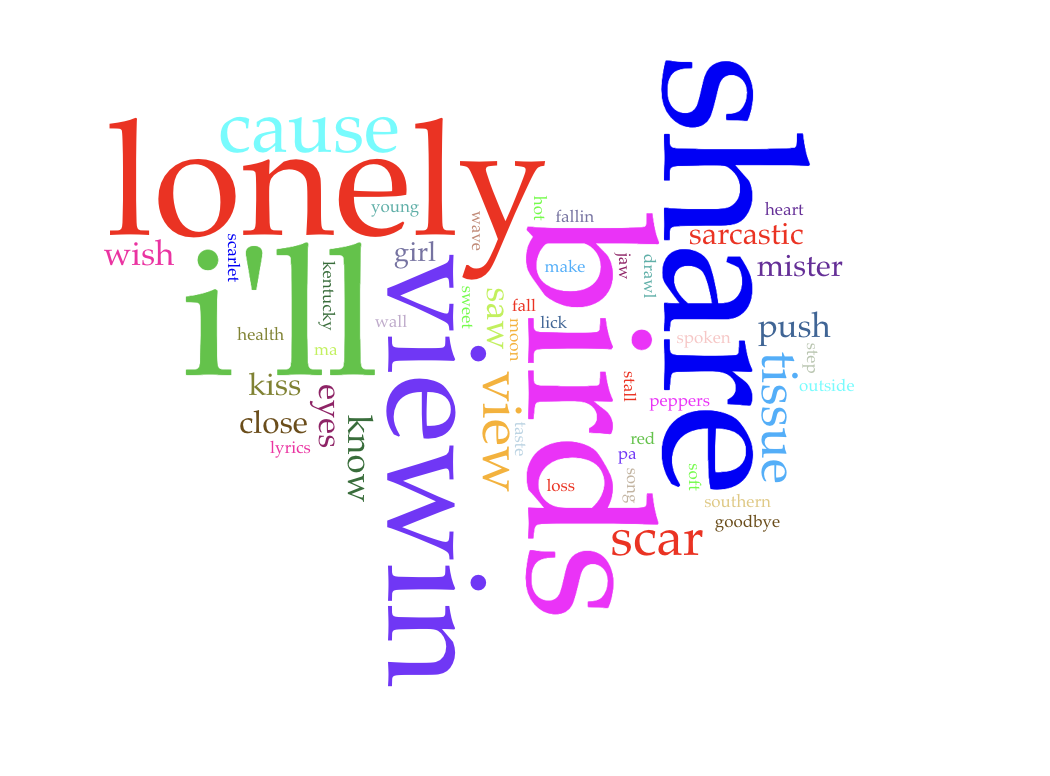 share
cause
lonely
young
hot
fallin
heart
wave
sarcastic
wish
scarlet
i'll
girl
viewin
birds
make
jaw
drawl
mister
kentucky
health
ma
wall
sweet
saw
fall
moon
lick
spoken
push
step
tissue
outside
kiss
eyes
close
lyrics
know
view
taste
stall
peppers
red
pa
song
loss
soft
southern
goodbye
scar